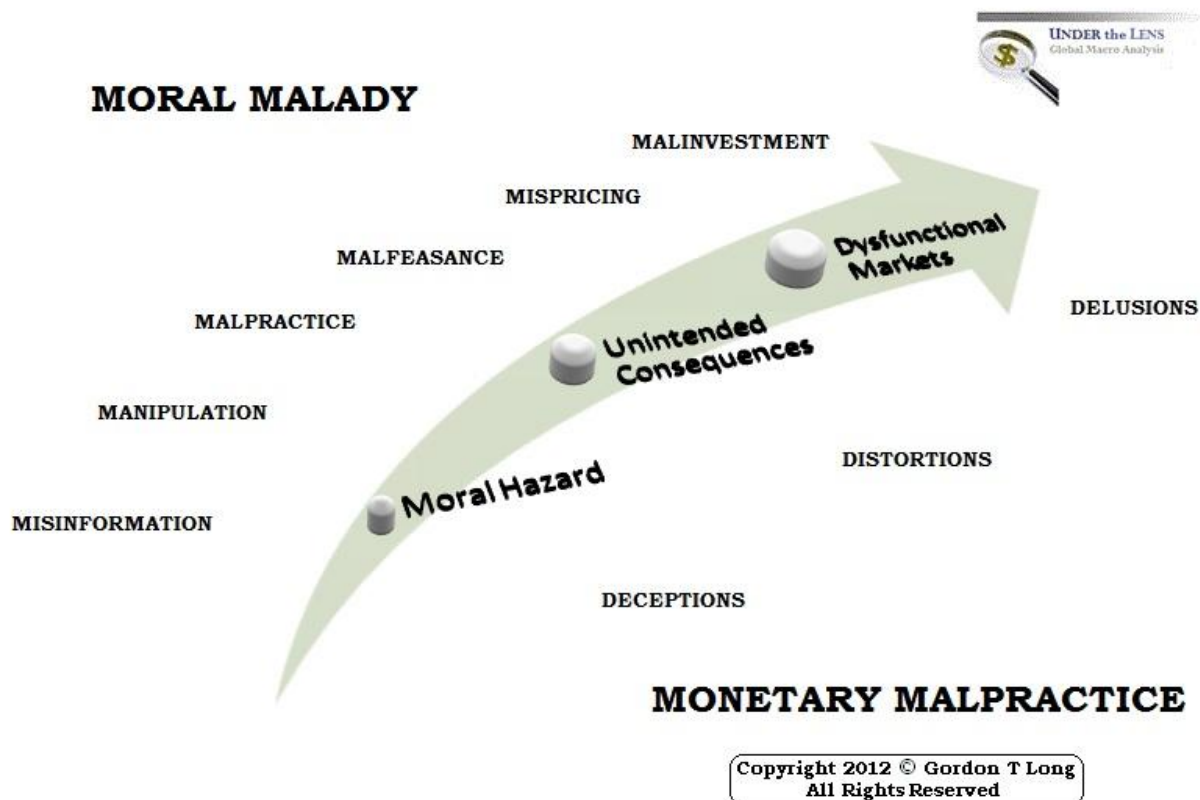 UNDER the LENS
Global Macro Analysis
MORAL MALADY
MALINVESTMENT
MISPRICING
MALFEASANCE
MALPRACTICE
MANIPULATION
MISINFORMATION
Dysfunctional
Markets
Unintended
Consequences
Moral Hazard
DELUSIONS
DISTORTIONS
DECEPTIONS
MONETARY MALPRACTICE
Copyright 2012 © Gordon T Long
All Rights Reserved